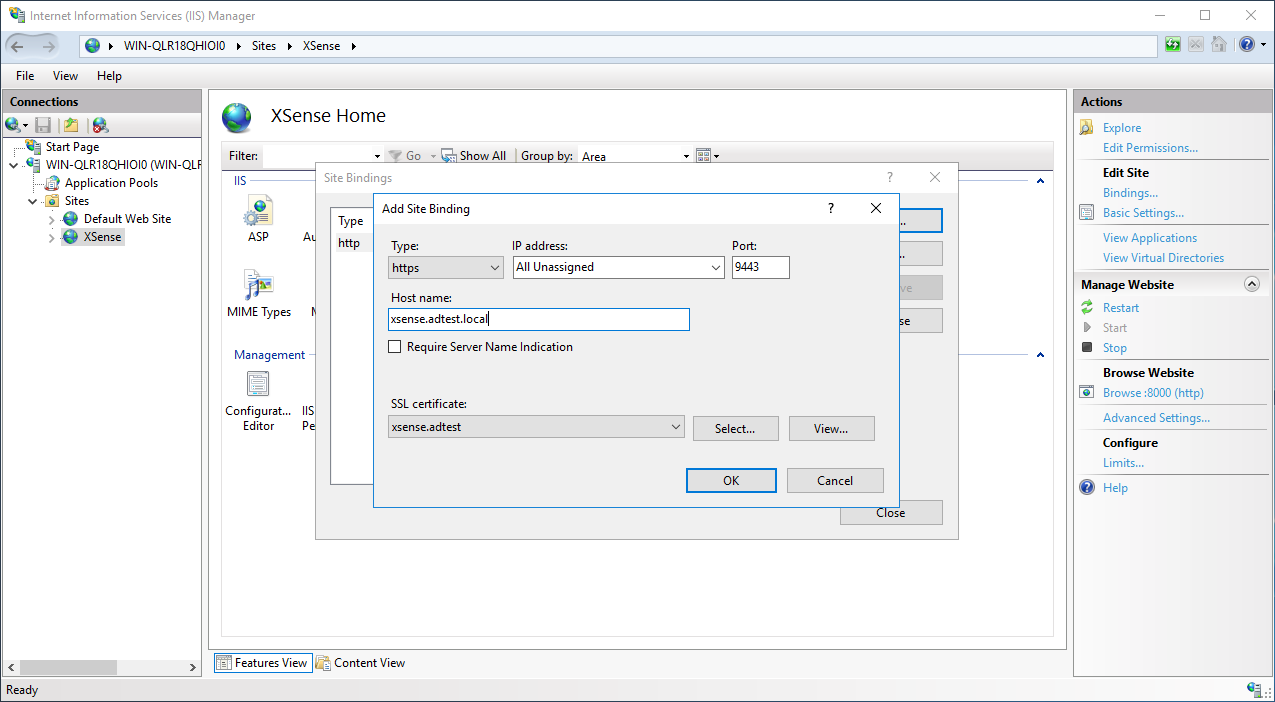 Internet Information Services (IIS) Manager
WIN-QLR18QHIOI0 Sites XSense
File View Help
Connections
Start Page
WIN-QLR18QHIOI0 (WIN-QLR
Application Pools
Sites
Default Web Site
XSense
XSense Home
Filter: Go Show All Group by: Area
IIS
ASP
Au
MIME Types
M
Management
Configurat... Editor
IIS
Pe
Site Bindings ?
Type
http
...
...
ve
se
Close
Add Site Binding ?
Type: IP address: Port:
https All Unassigned 9443
Host name:
xsense.adtest.local
Require Server Name Indication
SSL certificate:
xsense.adtest Select... View...
OK Cancel
Features View Content View
Actions
Explore
Edit Permissions...
Edit Site
Bindings...
Basic Settings...
View Applications
View Virtual Directories
Manage Website
Restart
Start
Stop
Browse Website
Browse :8000 (http)
Advanced Settings...
Configure
Limits...
Help
Ready